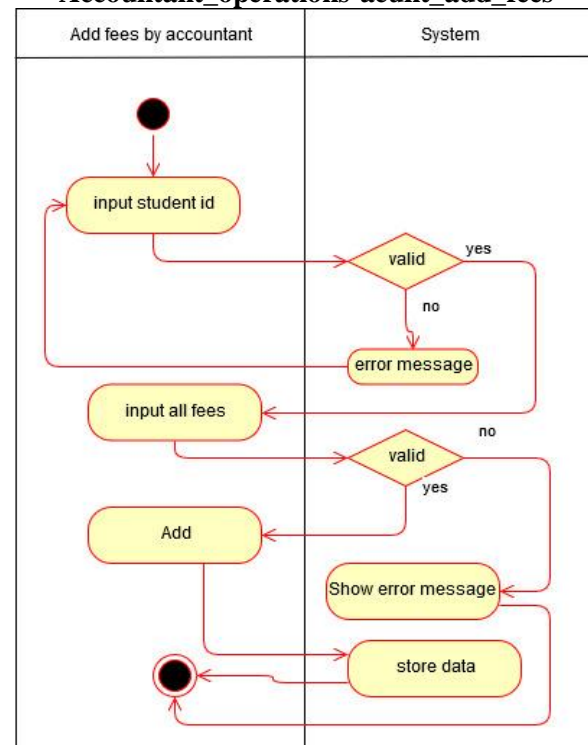 Accountant_operations-acunt_add_fees
Add fees by accountant
System
input student id
valid
yes
no
error message
input all fees
valid
no
yes
Add
Show error message
store data